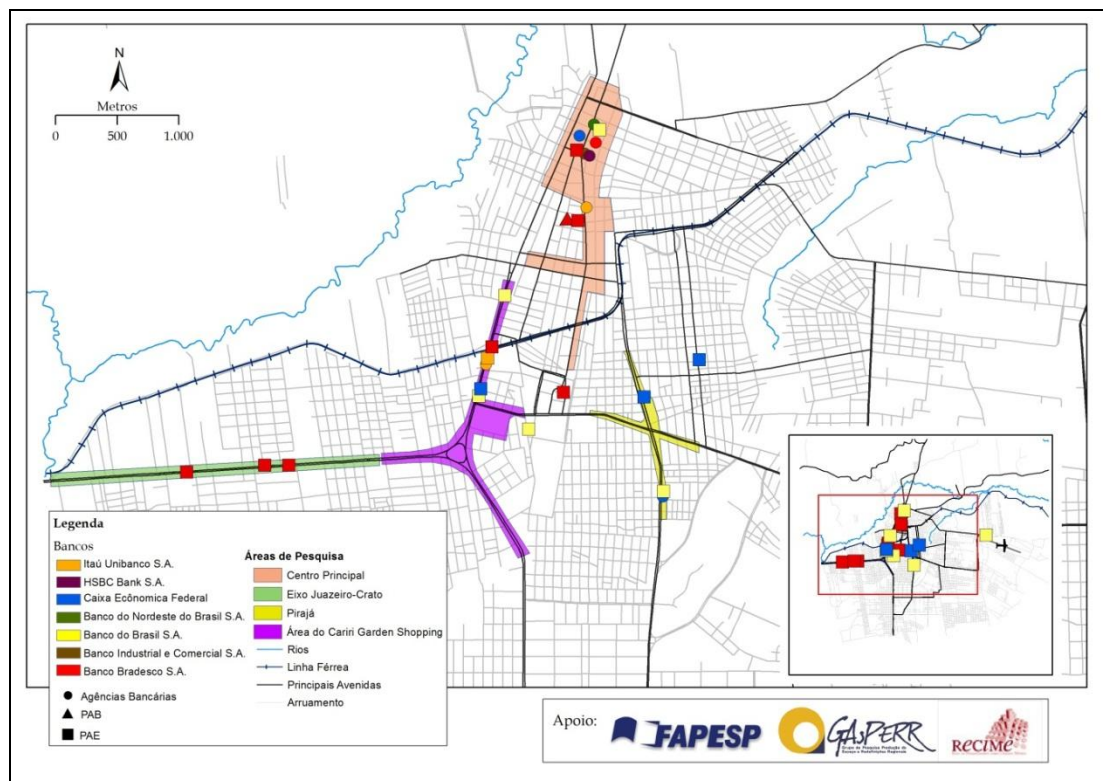 N
Metros
0 500 1.000
Legenda
Bancos
Itaú Unibanco S.A.
HSBC Bank S.A.
Caixa Ecônomica Federal
Banco do Nordeste do Brasil S.A.
Banco do Brasil S.A.
Banco Industrial e Comercial S.A.
Banco Bradesco S.A.
Agências Bancárias
PAB
PAE
Áreas de Pesquisa
Centro Principal
Eixo Juazeiro-Crato
Pirajá
Área do Cariri Garden Shopping
Rios
Linha Férrea
Principais Avenidas
Arruamento
Apoio:
FAPESP
GAsPERR
Grupo de Pesquisa Produção do
Espaço e Redefinições Regionais
ReCiMe